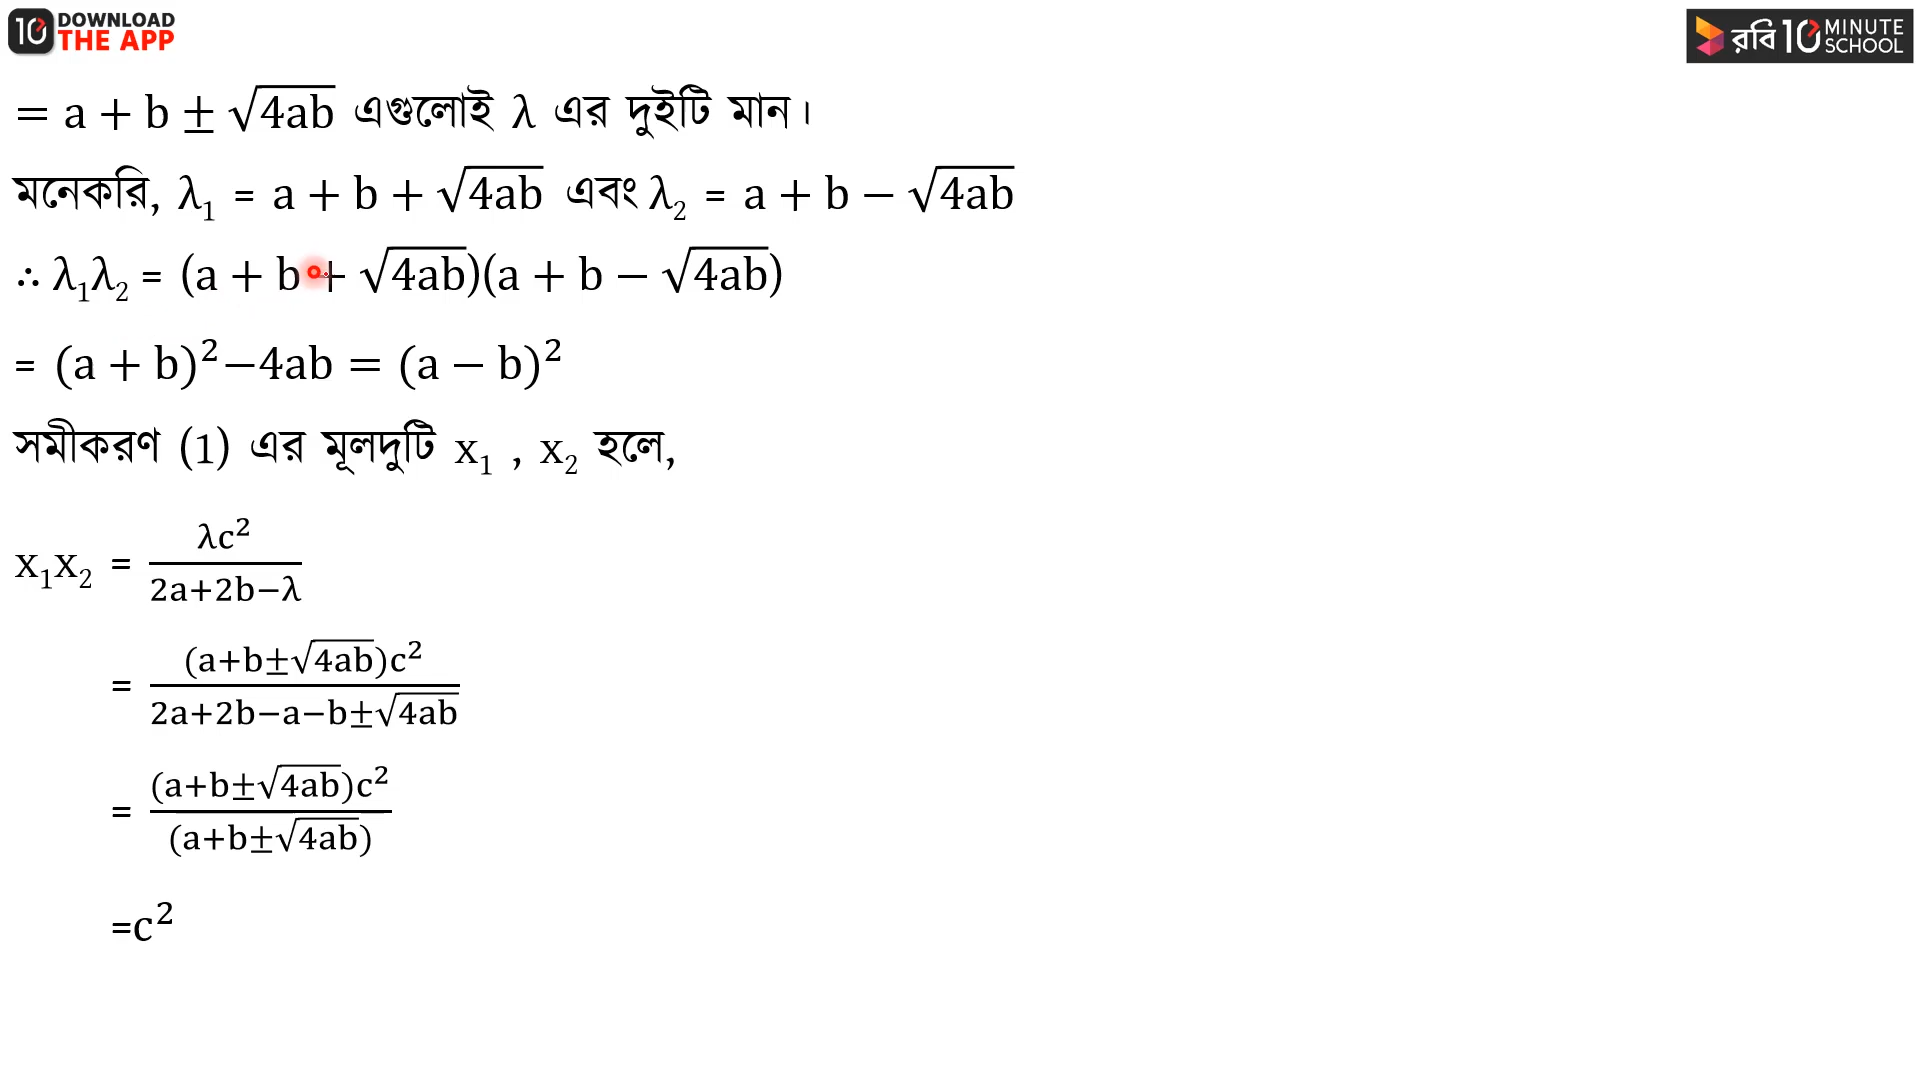 10 DOWNLOAD THE APP
রবি 10 MINUTE SCHOOL
= a + b ± √4ab এগুলোই λ এর দুইটি মান।
মনেকরি, λ₁ = a + b + √4ab এবং λ₂ = a + b − √4ab
∴ λ₁λ₂ = (a + b + √4ab)(a + b − √4ab)
= (a + b)²−4ab = (a − b)²
সমীকরণ (1) এর মূলদুটি x₁ , x₂ হলে,
x₁x₂ = λc² / 2a+2b−λ
= (a+b±√4ab)c² / 2a+2b−a−b±√4ab
= (a+b±√4ab)c² / (a+b±√4ab)
=c²